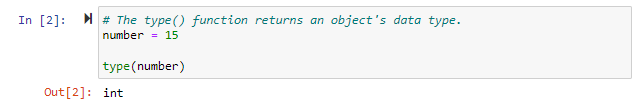 In [2]: # The type() function returns an object's data type.
number = 15
type(number)
Out[2]: int